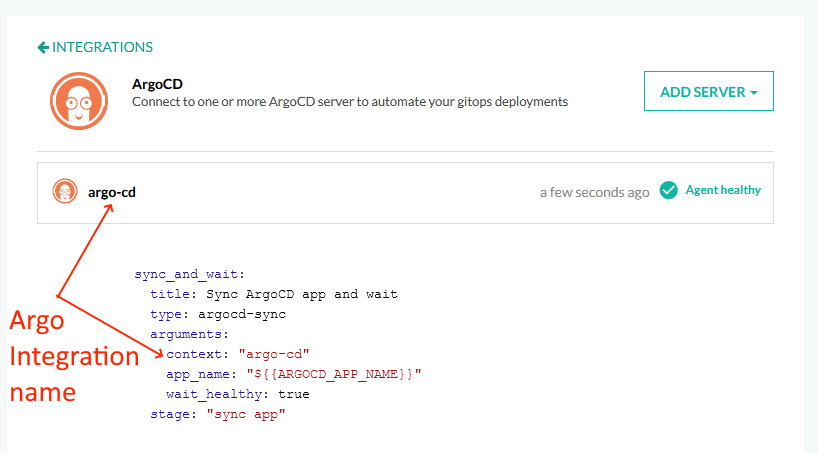 INTEGRATIONS
ArgoCD
Connect to one or more ArgoCD server to automate your gitops deployments
ADD SERVER
argo-cd
a few seconds ago
Agent healthy
sync_and_wait:
title: Sync ArgoCD app and wait
type: argocd-sync
arguments:
context: "argo-cd"
app_name: "${{ARGOCD_APP_NAME}}"
wait_healthy: true
stage: "sync app"
Argo
Integration
name